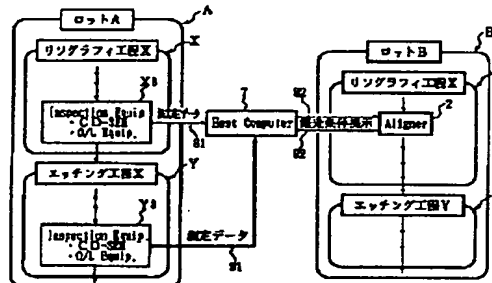 ロットA
A
リソグラフィ工程X
X
X3
Inspection Equip.
・CD-SEM
・O/L Equip.
測定データ
S1
7
Host Computer
S2
製造条件指示
S2
エッチング工程X
Y
Y3
Inspection Equip.
・CD-SEM
・O/L Equip.
測定データ
S1
ロットB
B
リソグラフィ工程X
2
Aligner
エッチング工程Y